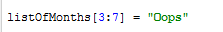 listOfMonths[3:7] = "Oops"